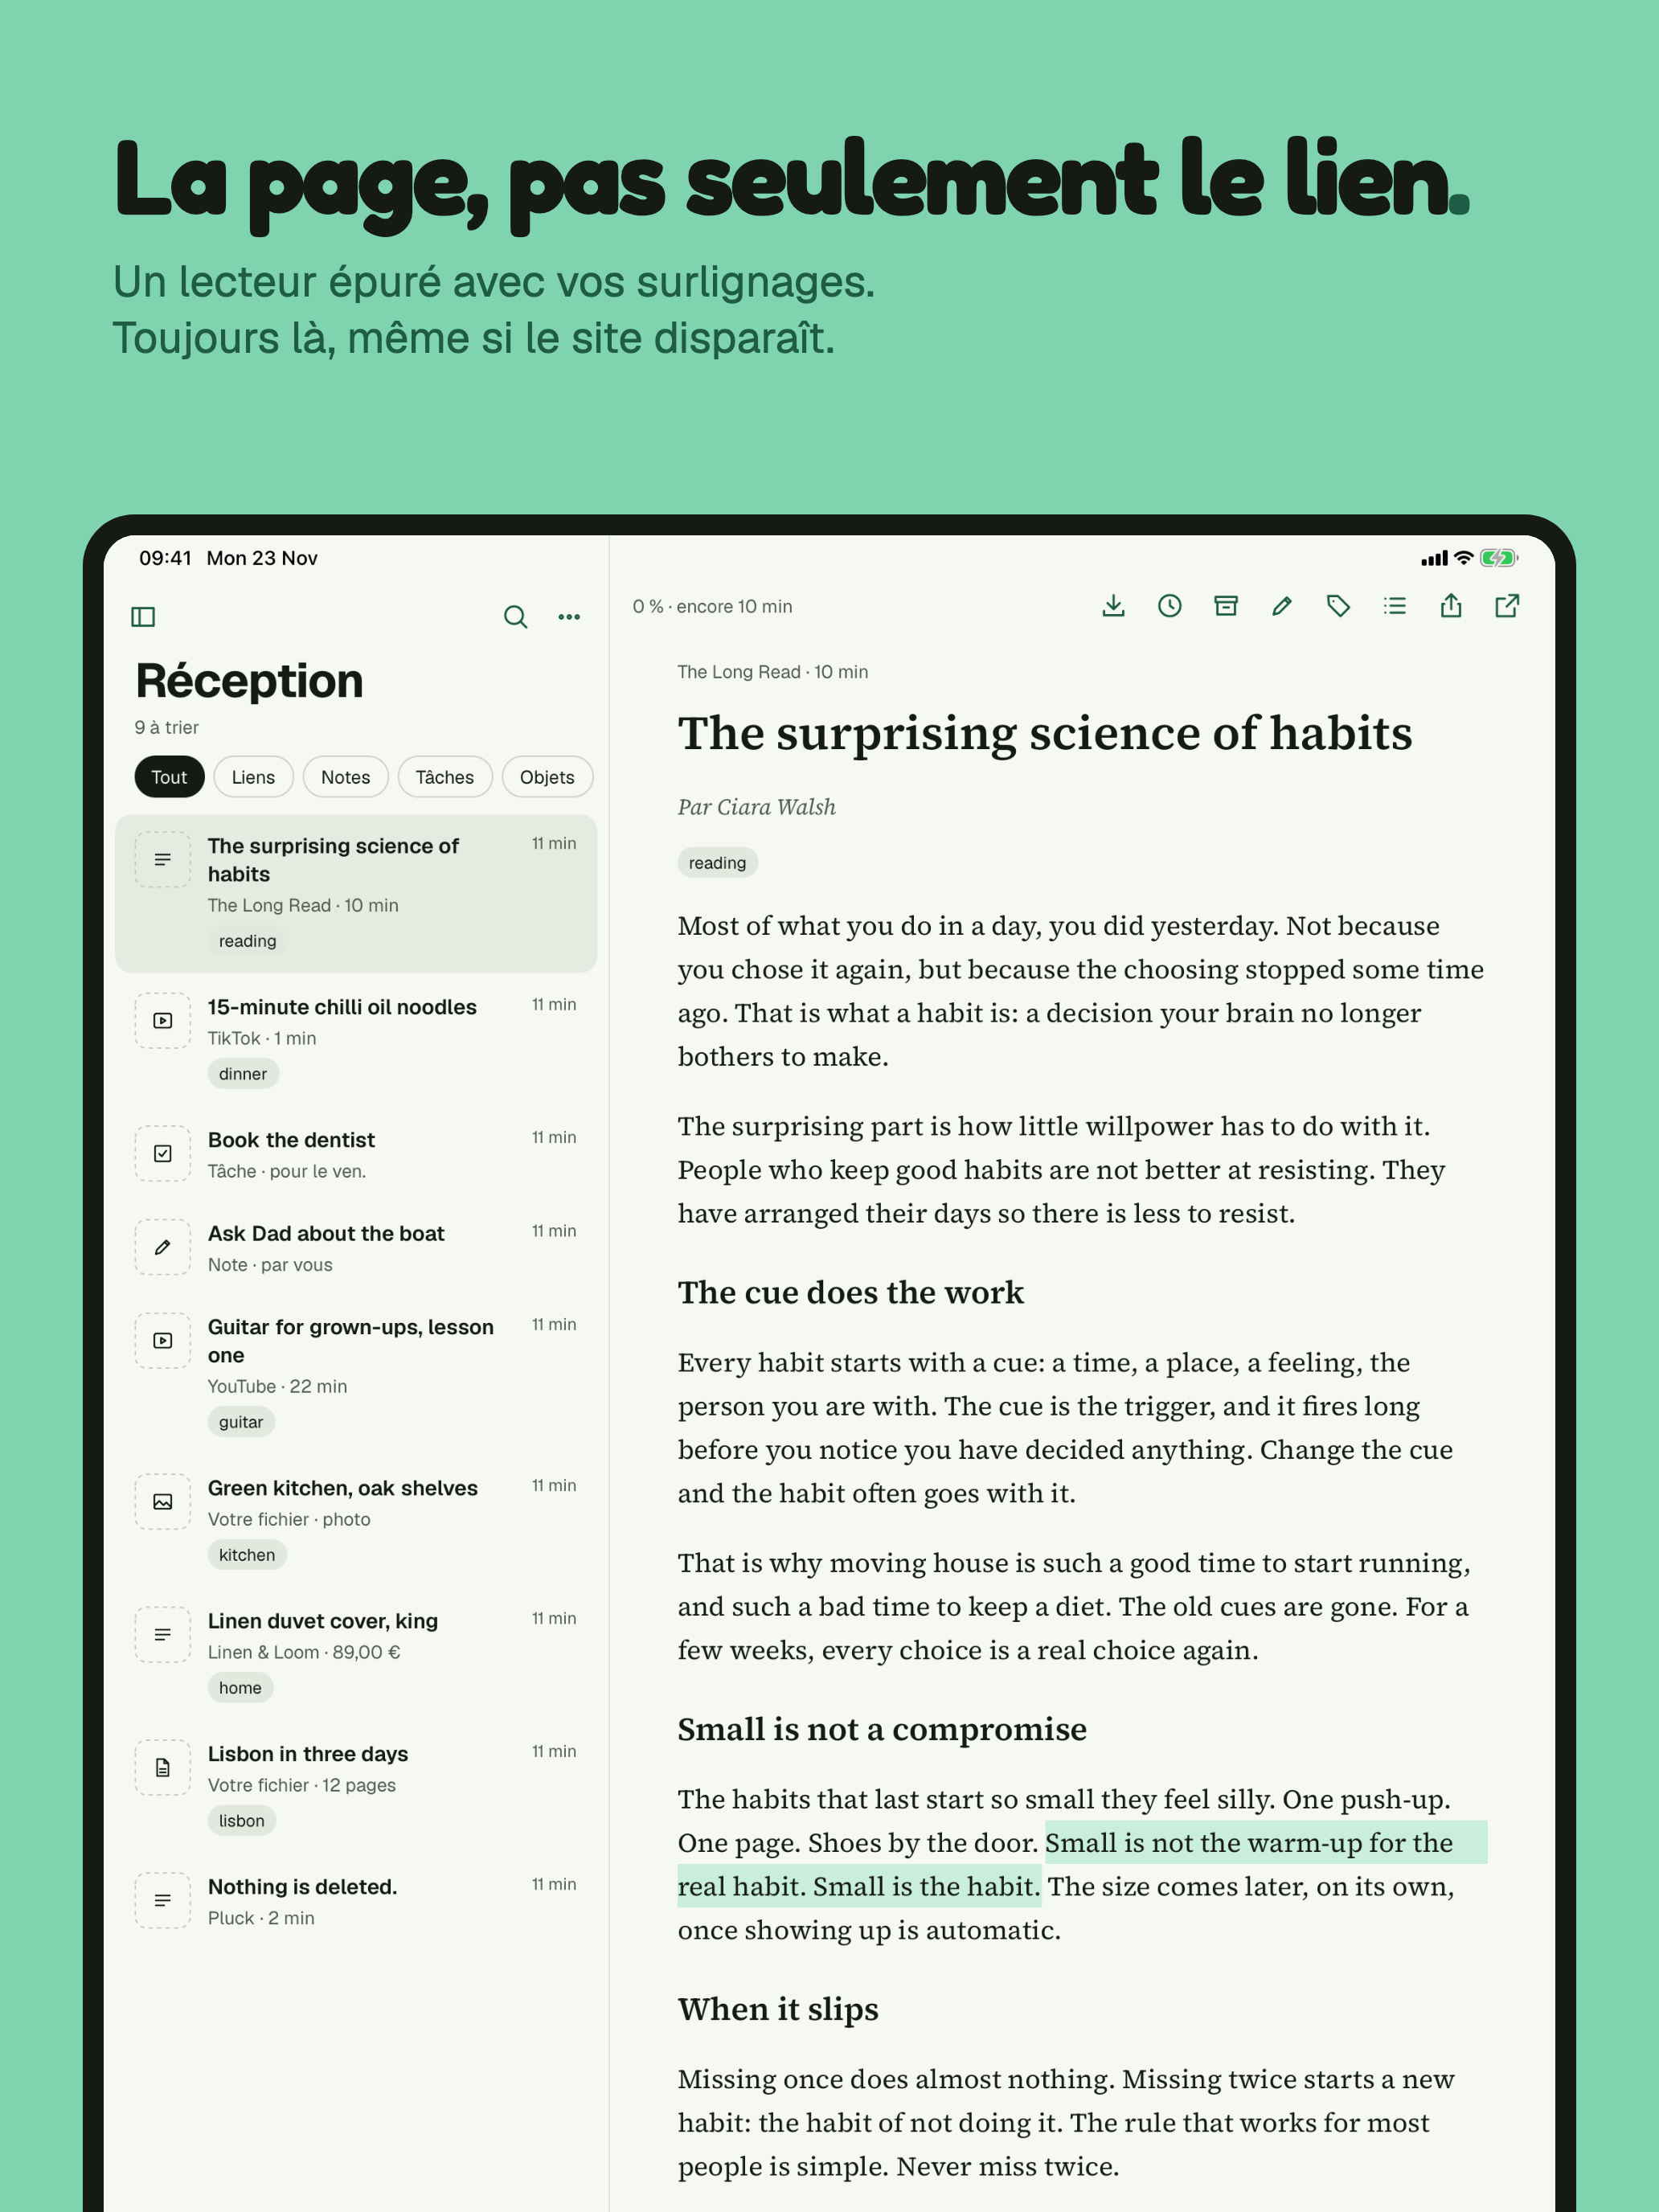 La page, pas seulement le lien.
Un lecteur épuré avec vos surlignages.
Toujours là, même si le site disparaît.
09:41 Mon 23 Nov
Réception
9 à trier
Tout
Liens
Notes
Tâches
Objets
The surprising science of
habits
11 min
The Long Read · 10 min
reading
15-minute chilli oil noodles
11 min
TikTok · 1 min
dinner
Book the dentist
11 min
Tâche · pour le ven.
Ask Dad about the boat
11 min
Note · par vous
Guitar for grown-ups, lesson
one
11 min
YouTube · 22 min
guitar
Green kitchen, oak shelves
11 min
Votre fichier · photo
kitchen
Linen duvet cover, king
11 min
Linen & Loom · 89,00 €
home
Lisbon in three days
11 min
Votre fichier · 12 pages
lisbon
Nothing is deleted.
11 min
Pluck · 2 min
0 % · encore 10 min
The Long Read · 10 min
The surprising science of habits
Par Ciara Walsh
reading
Most of what you do in a day, you did yesterday. Not because
you chose it again, but because the choosing stopped some time
ago. That is what a habit is: a decision your brain no longer
bothers to make.
The surprising part is how little willpower has to do with it.
People who keep good habits are not better at resisting. They
have arranged their days so there is less to resist.
The cue does the work
Every habit starts with a cue: a time, a place, a feeling, the
person you are with. The cue is the trigger, and it fires long
before you notice you have decided anything. Change the cue
and the habit often goes with it.
That is why moving house is such a good time to start running,
and such a bad time to keep a diet. The old cues are gone. For a
few weeks, every choice is a real choice again.
Small is not a compromise
The habits that last start so small they feel silly. One push-up.
One page. Shoes by the door. Small is not the warm-up for the
real habit. Small is the habit. The size comes later, on its own,
once showing up is automatic.
When it slips
Missing once does almost nothing. Missing twice starts a new
habit: the habit of not doing it. The rule that works for most
people is simple. Never miss twice.